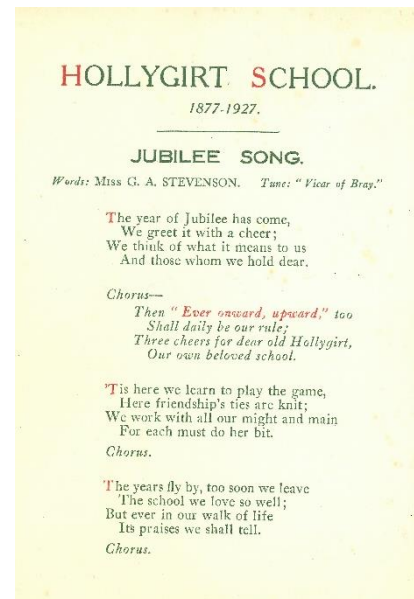 HOLLYGIRT SCHOOL.
1877-1927.
JUBILEE SONG.
Words: MISS G. A. STEVENSON. Tune: "Vicar of Bray."
The year of Jubilee has come,
We greet it with a cheer;
We think of what it means to us
And those whom we hold dear.
Chorus—
Then "Ever onward, upward," too
Shall daily be our rule;
Three cheers for dear old Hollygirt,
Our own beloved school.
'Tis here we learn to play the game,
Here friendship's ties are knit;
We work with all our might and main
For each must do her bit.
Chorus.
The years fly by, too soon we leave
The school we love so well;
But ever in our walk of life
Its praises we shall tell.
Chorus.